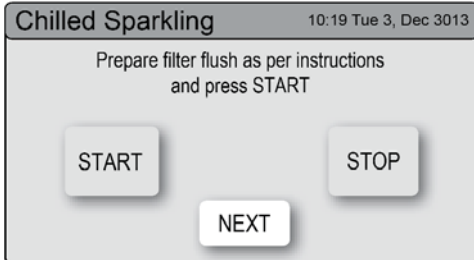 Chilled Sparkling 10:19 Tue 3, Dec 3013
Prepare filter flush as per instructions
and press START
START STOP
NEXT